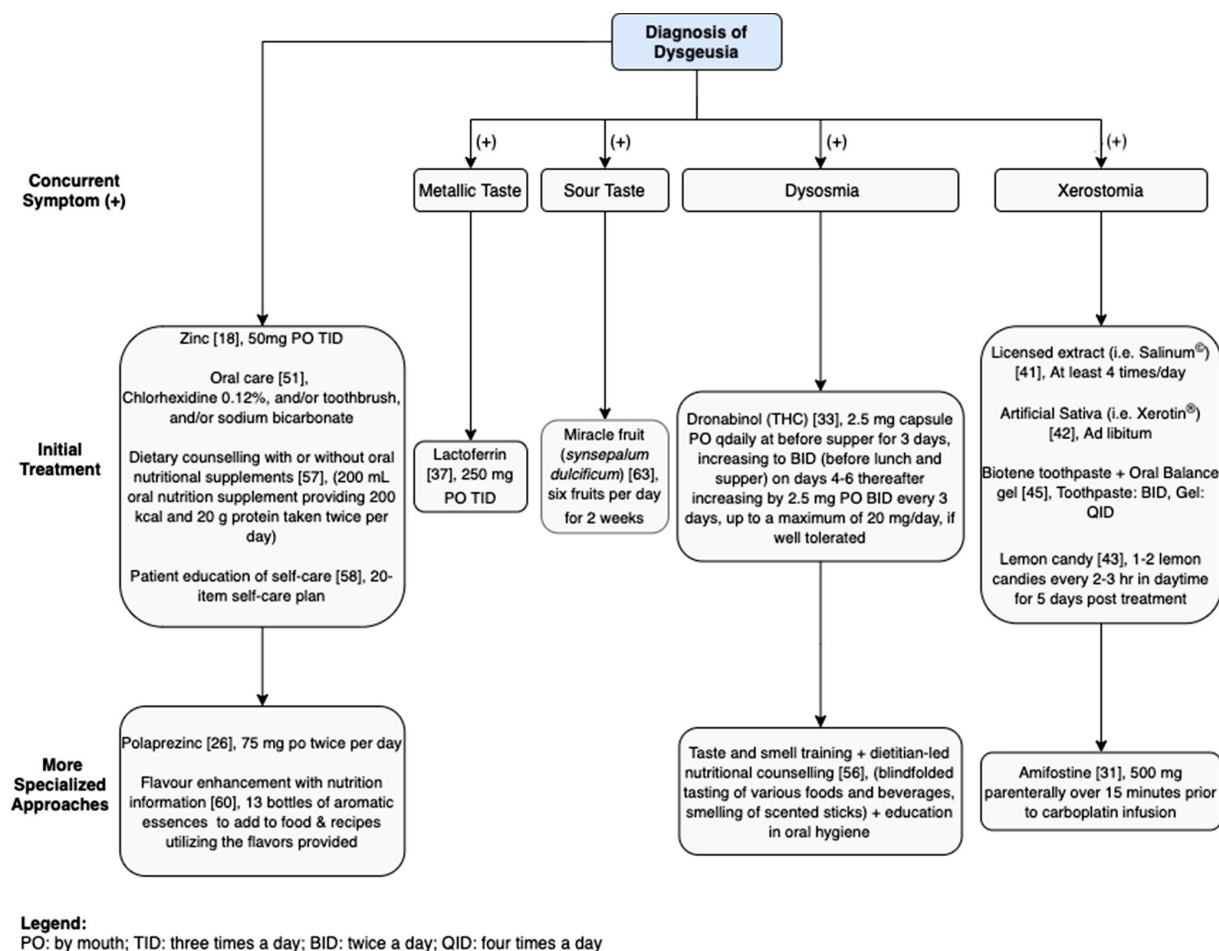 Diagnosis of
Dysgeusia
(+)
(+)
(+)
(+)
Concurrent
Symptom (+)
Metallic Taste
Sour Taste
Dysosmia
Xerostomia
Initial
Treatment
Zinc [18], 50mg PO TID
Oral care [51],
Chlorhexidine 0.12%, and/or toothbrush,
and/or sodium bicarbonate
Dietary counselling with or without oral
nutritional supplements [57], (200 mL
oral nutrition supplement providing 200
kcal and 20 g protein taken twice per
day)
Patient education of self-care [58], 20-
item self-care plan
Lactoferrin
[37], 250 mg
PO TID
Miracle fruit
(synsepalum
dulcificum) [63],
six fruits per day
for 2 weeks
Dronabinol (THC) [33], 2.5 mg capsule
PO qdaily at before supper for 3 days,
increasing to BID (before lunch and
supper) on days 4-6 thereafter
increasing by 2.5 mg PO BID every 3
days, up to a maximum of 20 mg/day, if
well tolerated
Licensed extract (i.e. Salinum©)
[41], At least 4 times/day
Artificial Sativa (i.e. Xerotin®)
[42], Ad libitum
Biotene toothpaste + Oral Balance
gel [45], Toothpaste: BID, Gel:
QID
Lemon candy [43], 1-2 lemon
candies every 2-3 hr in daytime
for 5 days post treatment
More
Specialized
Approaches
Polaprezinc [26], 75 mg po twice per day
Flavour enhancement with nutrition
information [60], 13 bottles of aromatic
essences to add to food & recipes
utilizing the flavors provided
Taste and smell training + dietitian-led
nutritional counselling [56], (blindfolded
tasting of various foods and beverages,
smelling of scented sticks) + education
in oral hygiene
Amifostine [31], 500 mg
parenterally over 15 minutes prior
to carboplatin infusion
Legend:
PO: by mouth; TID: three times a day; BID: twice a day; QID: four times a day